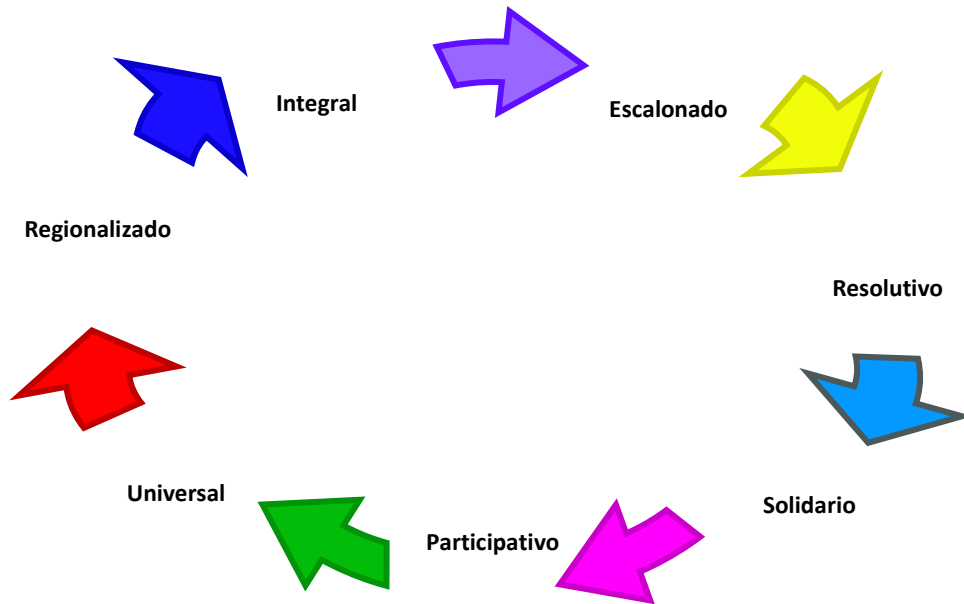 Integral
Escalonado
Regionalizado
Resolutivo
Universal
Solidario
Participativo